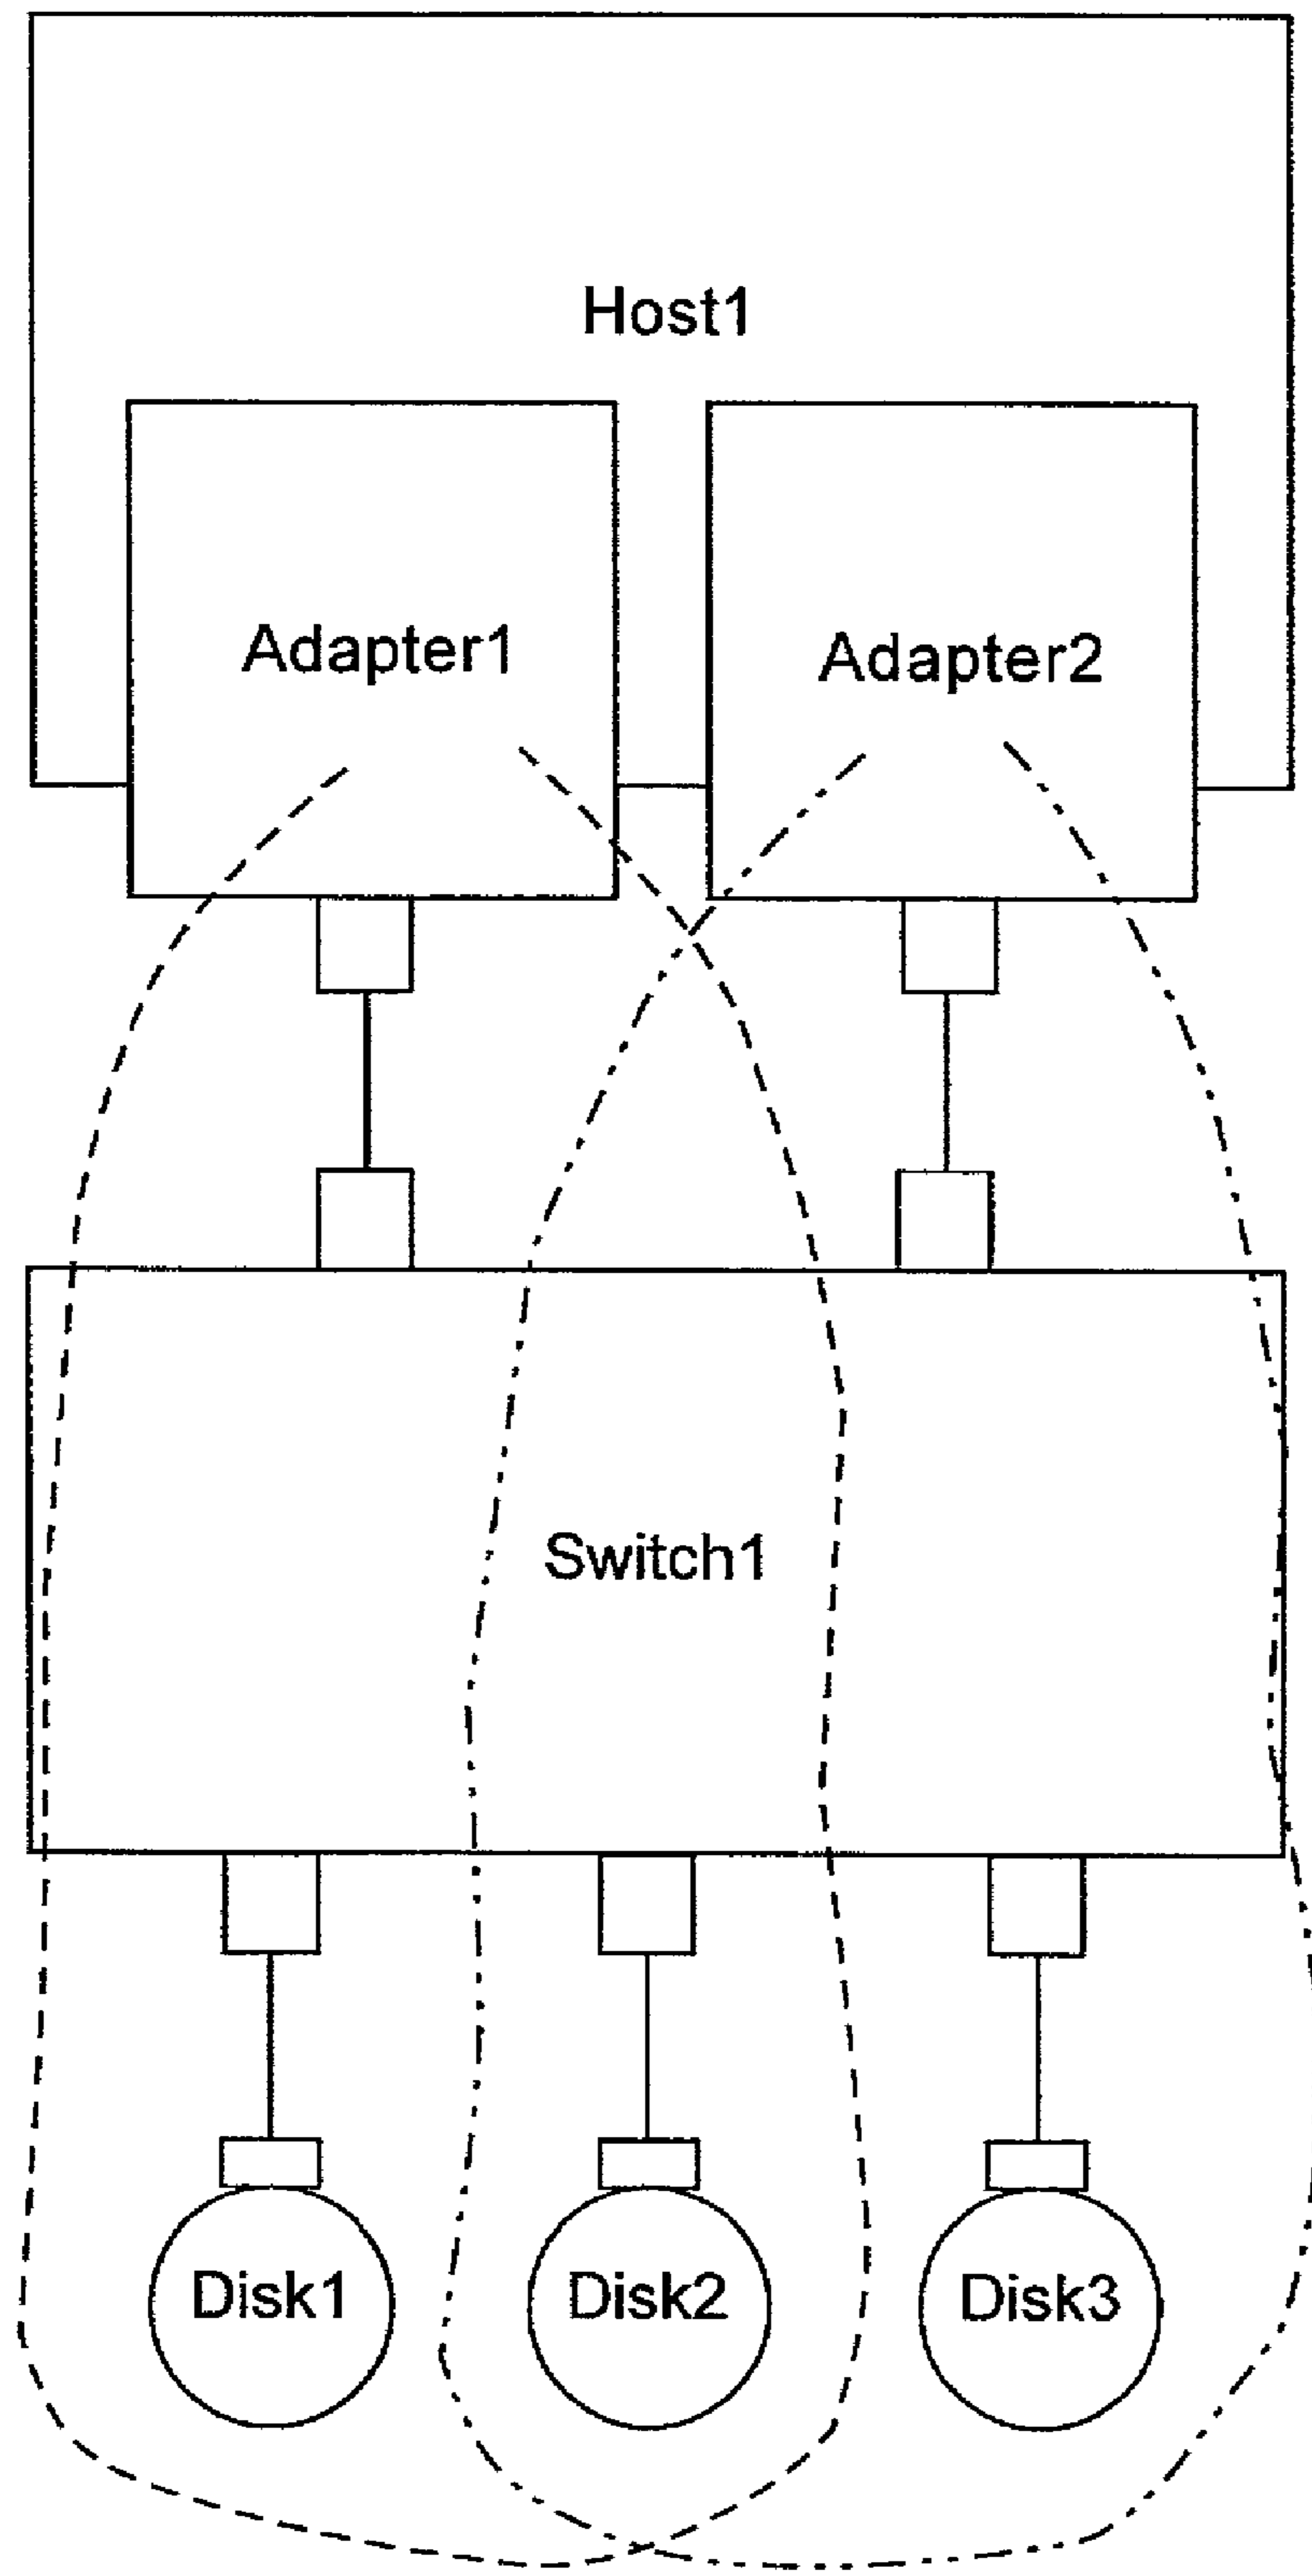 Host1
Adapter1
Adapter2
Switch1
Disk1
Disk2
Disk3